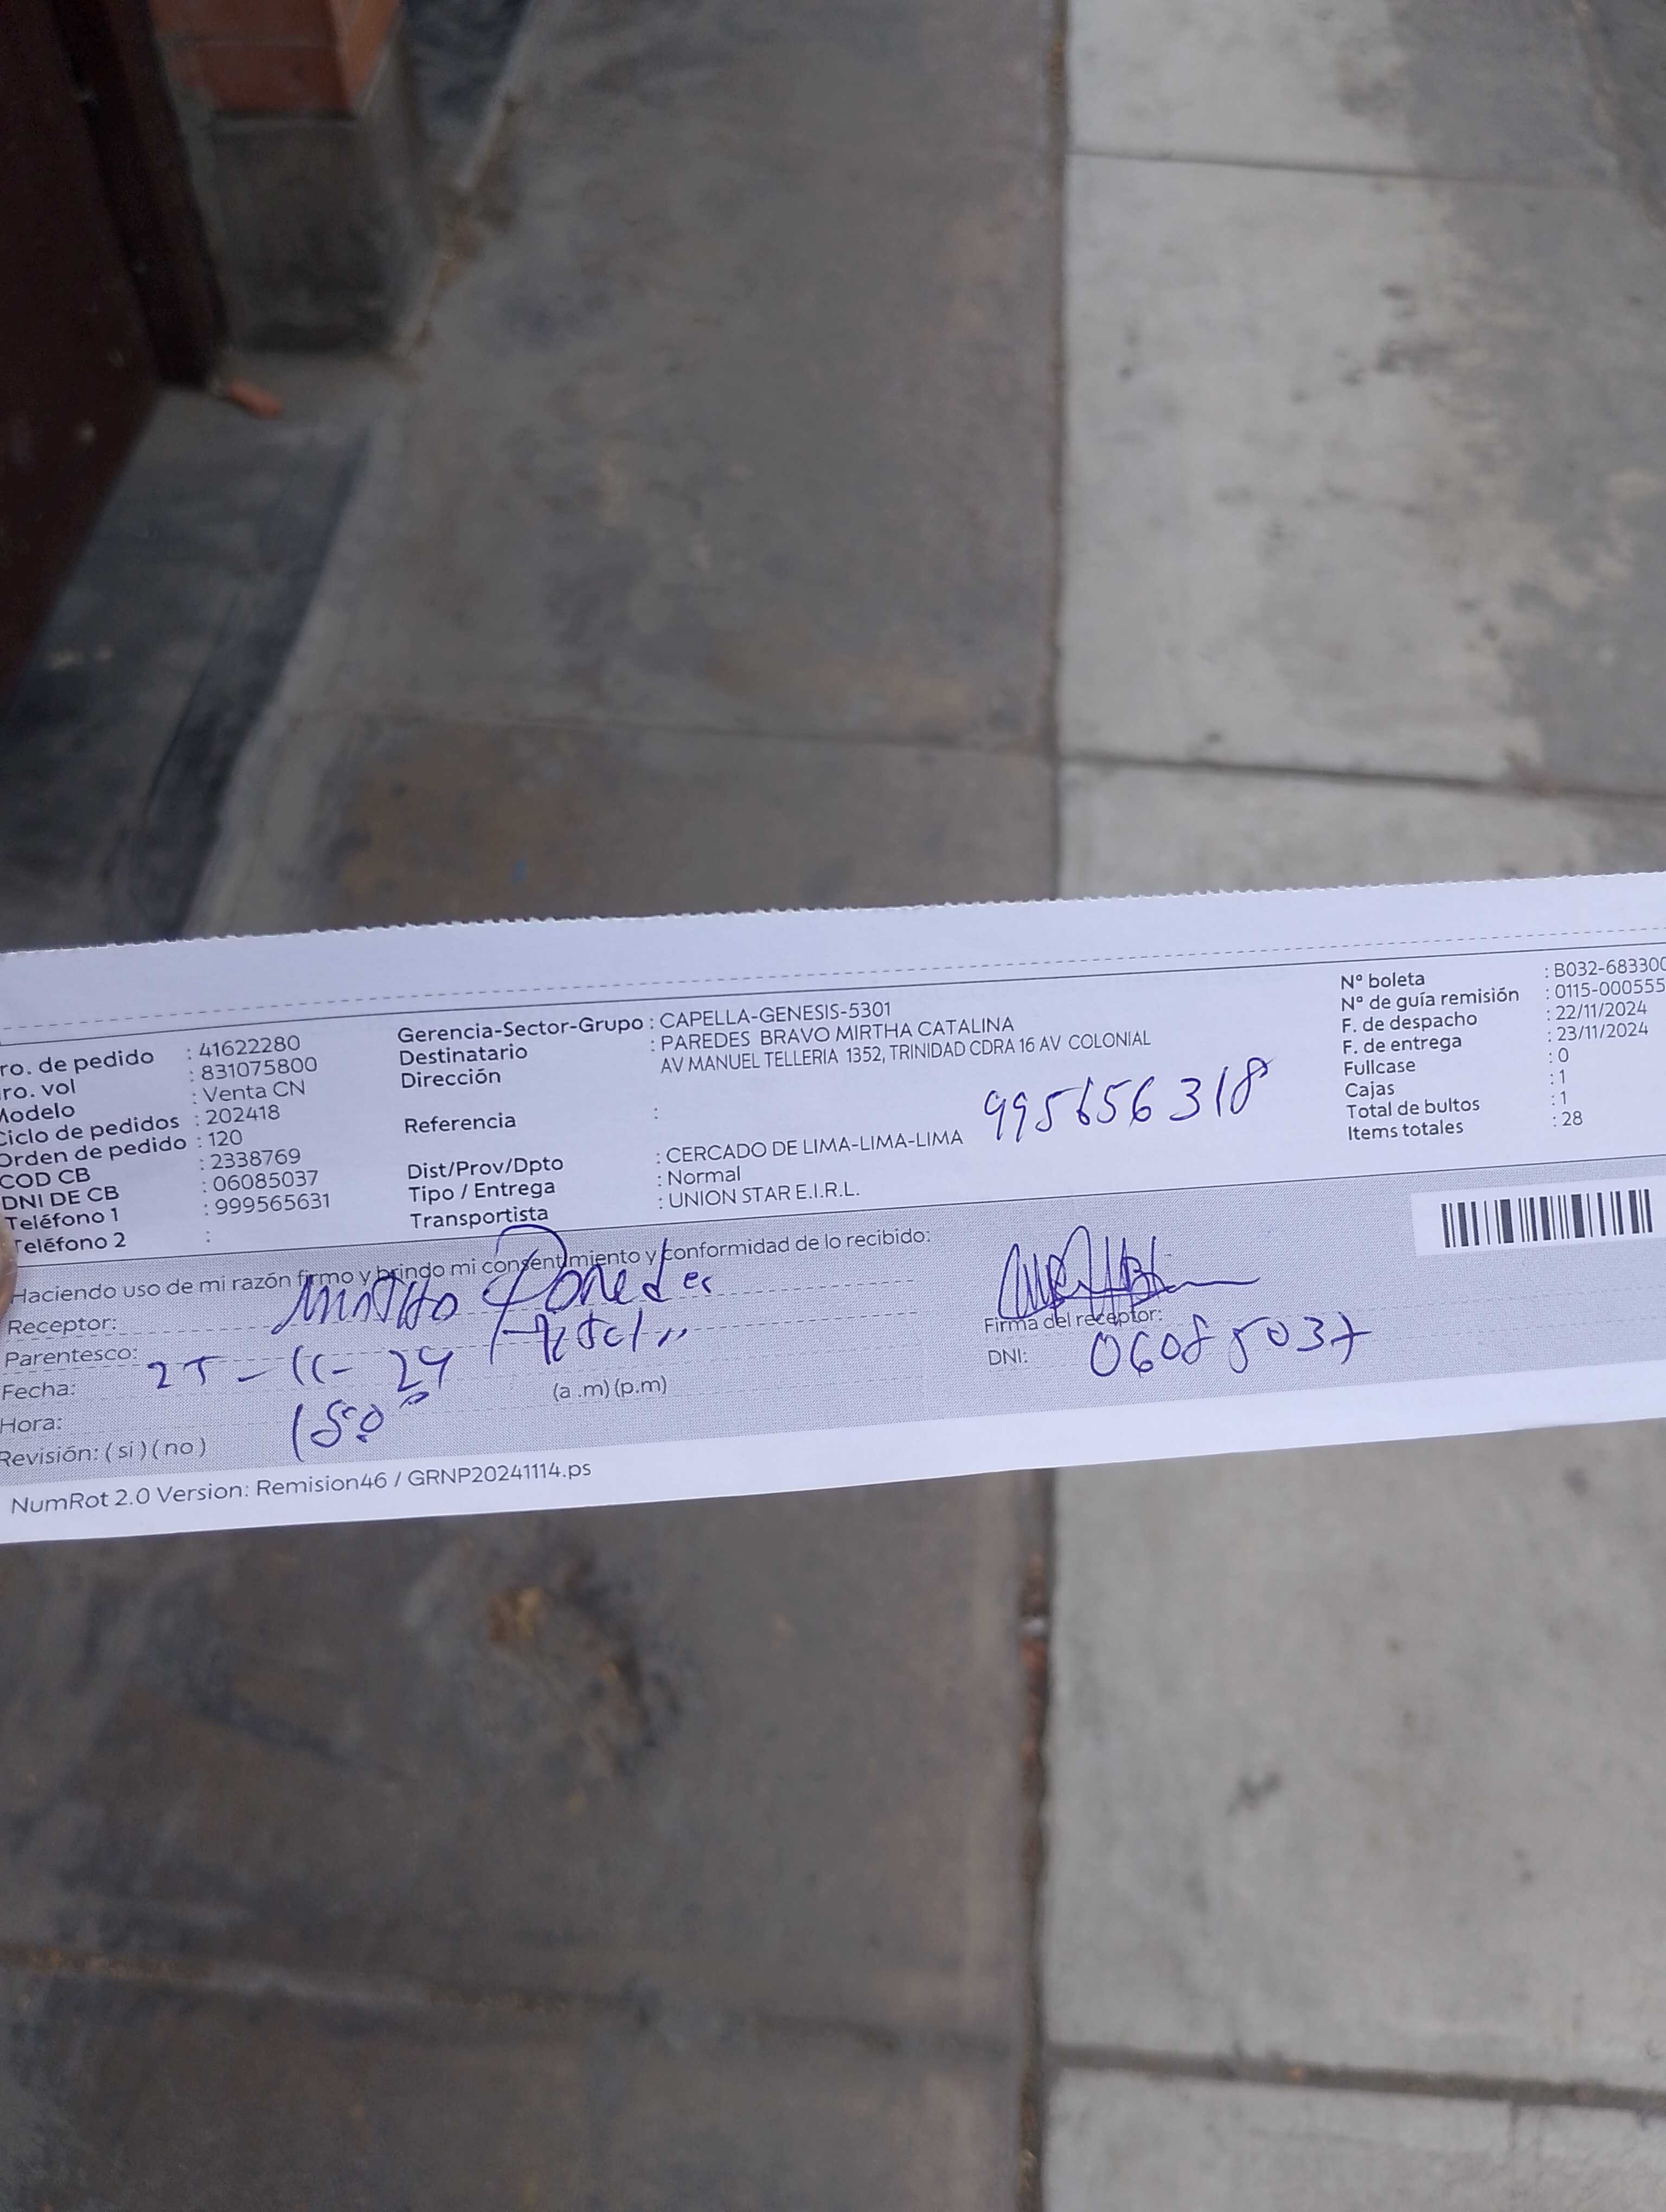 ro. de pedido : 41622280
ro. vol : 831075800
Modelo : Venta CN
Ciclo de pedidos : 202418
Orden de pedido : 120
COD CB : 2338769
DNI DE CB : 06085037
Teléfono 1 : 999565631
Teléfono 2 :
Gerencia-Sector-Grupo : CAPELLA-GENESIS-5301
Destinatario : PAREDES BRAVO MIRTHA CATALINA
Dirección AV MANUEL TELLERIA 1352, TRINIDAD CDRA 16 AV COLONIAL
Referencia :
995656318
Dist/Prov/Dpto : CERCADO DE LIMA-LIMA-LIMA
Tipo / Entrega : Normal
Transportista : UNION STAR E.I.R.L.
Nº boleta : B032-683300
Nº de guía remisión : 0115-000555
F. de despacho : 22/11/2024
F. de entrega : 23/11/2024
Fullcase : 0
Cajas : 1
Total de bultos : 1
Items totales : 28
Haciendo uso de mi razón firmo y brindo mi consentimiento y conformidad de lo recibido:
Receptor: Paredes
Parentesco:
Fecha: 24
Hora: (a .m) (p.m)
Revisión: ( si ) ( no )
Firma del receptor:
DNI: 06085037
NumRot 2.0 Version: Remision46 / GRNP20241114.ps